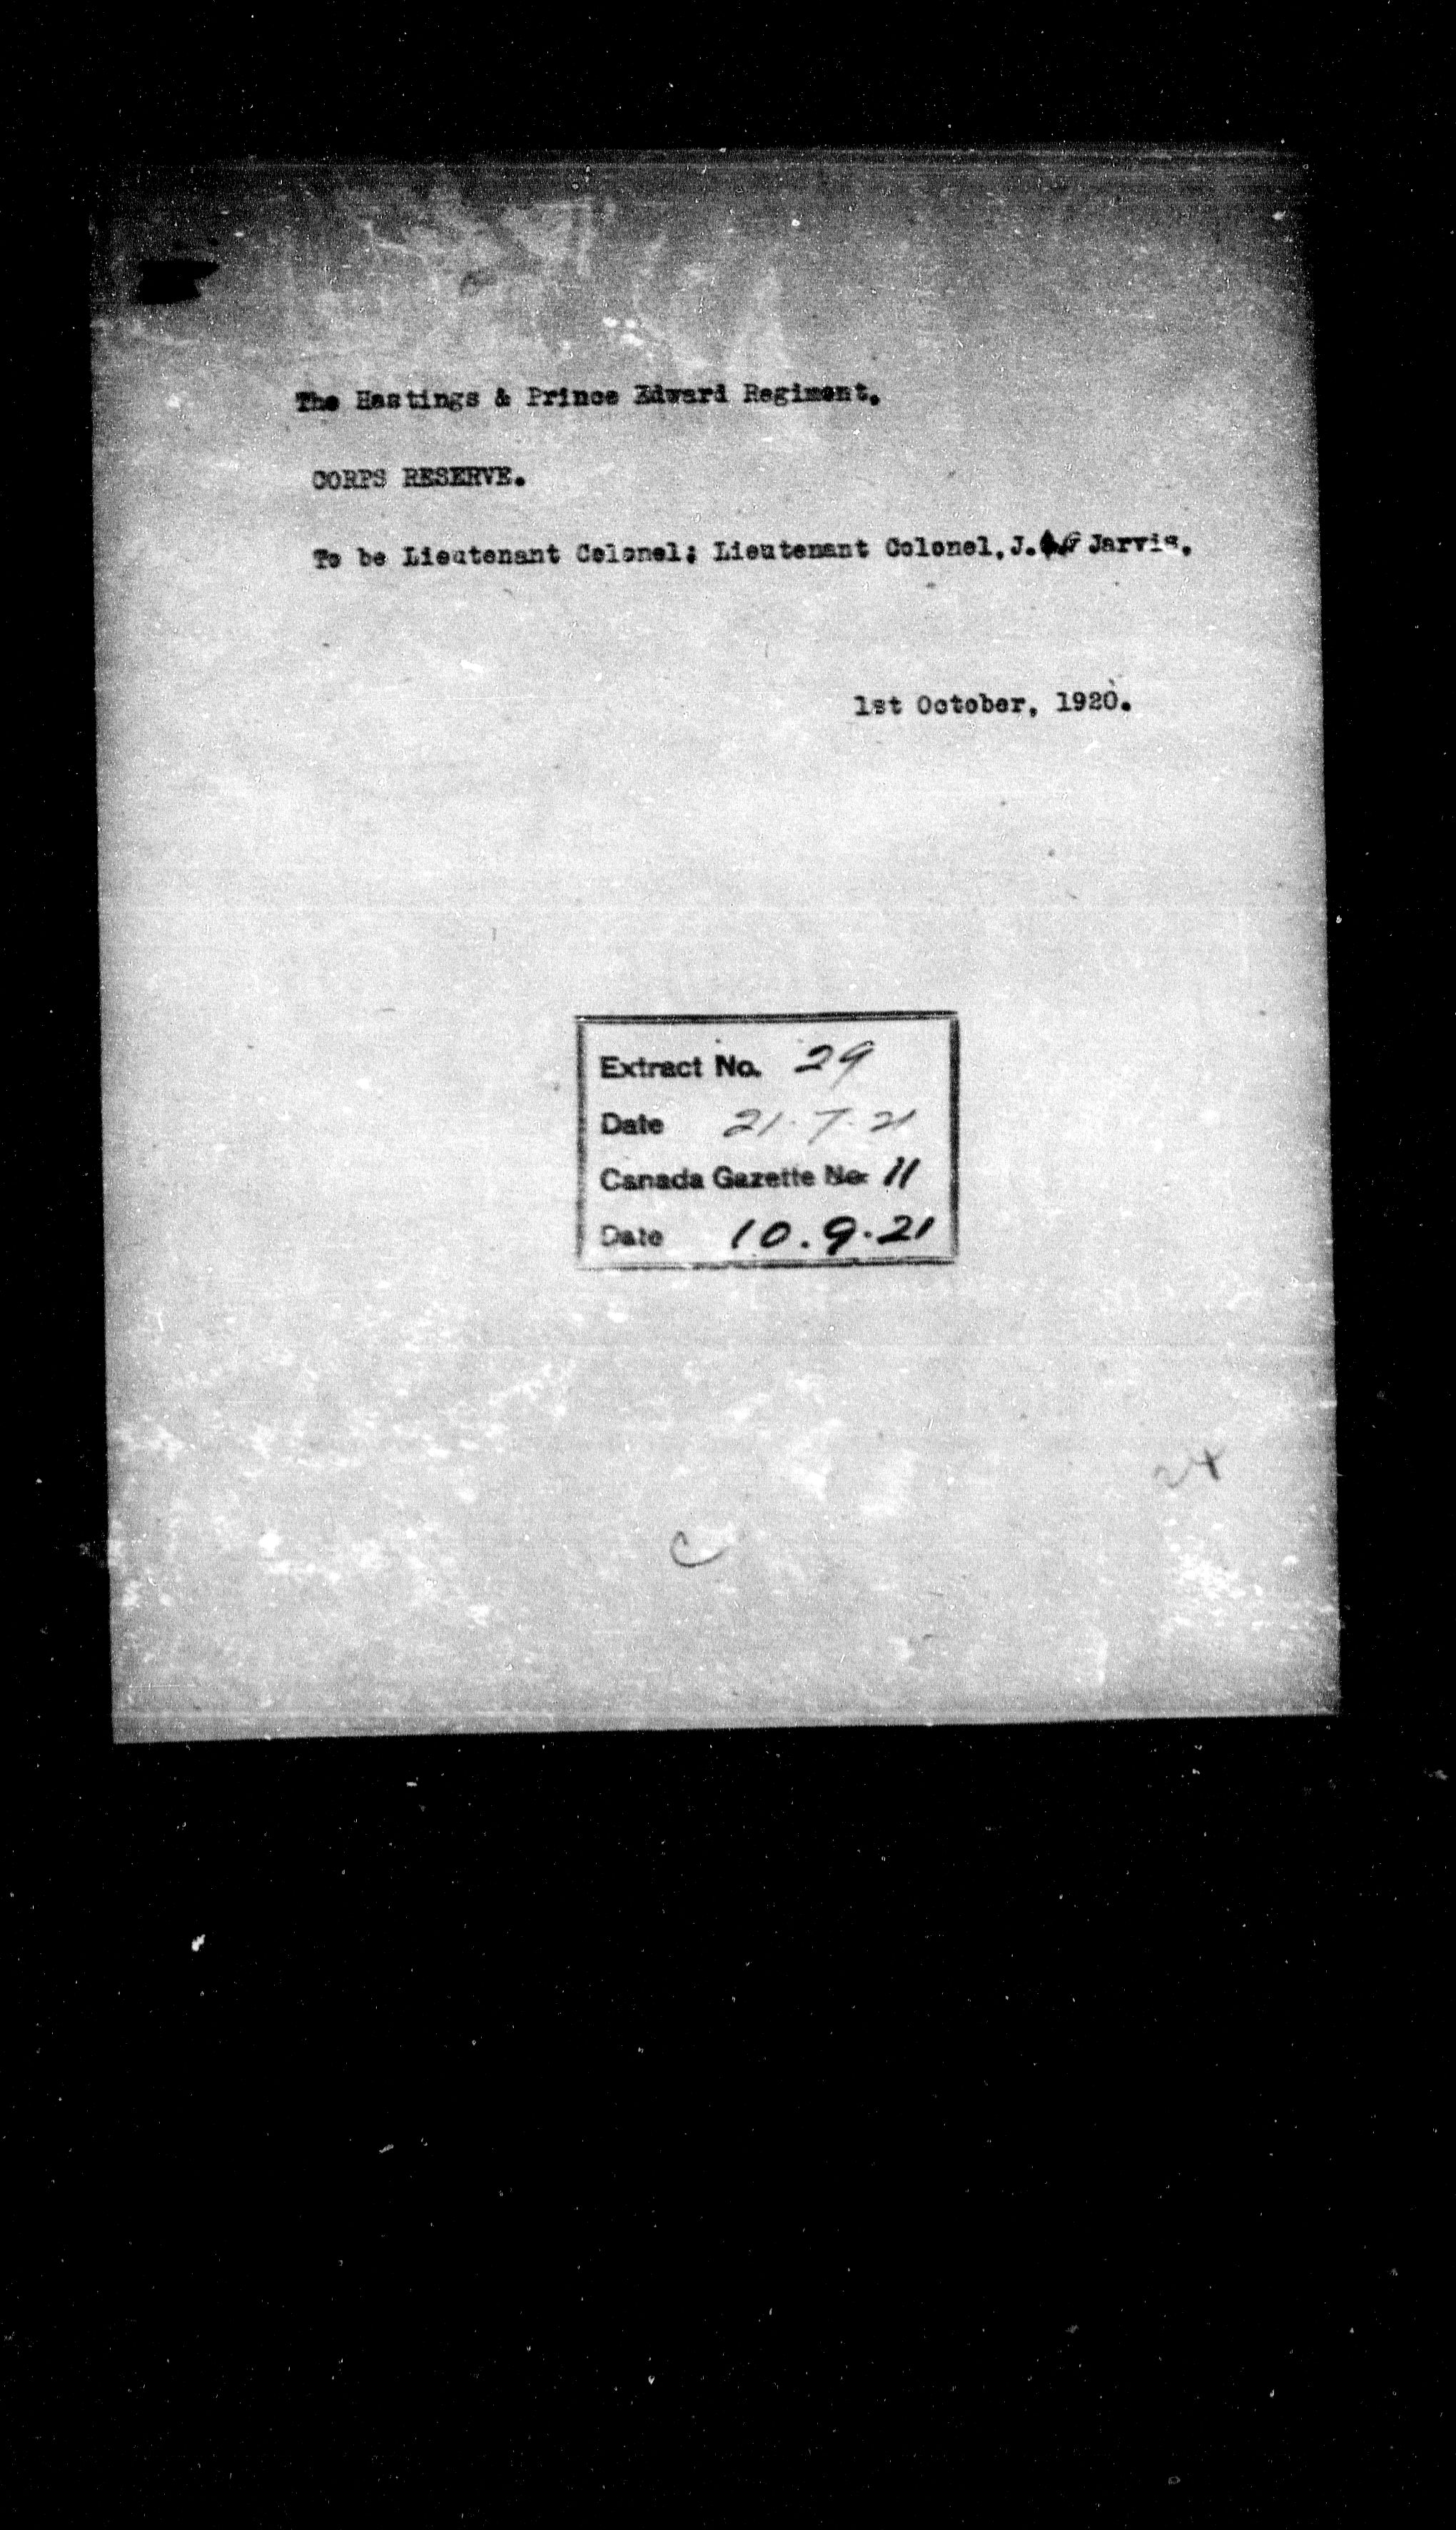 The Hastings & Prince Edward Regiment.
CORPS RESERVE.
To be Lieutenant Colonel; Lieutenant Colonel, J. Jarvis.
1st October, 1920.
Extract No. 29
Date 21.7.21
Canada Gazette No. 11
Date 10.9.21
C